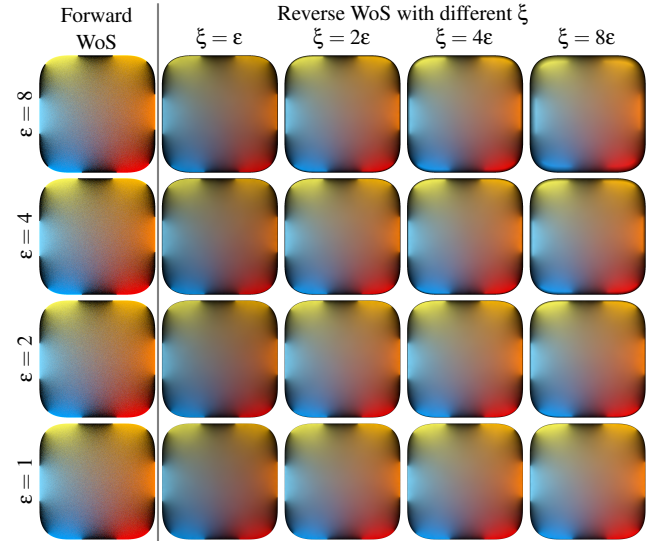 Forward
WoS
Reverse WoS with different ξ
ξ = ε
ξ = 2ε
ξ = 4ε
ξ = 8ε
ε = 8
ε = 4
ε = 2
ε = 1